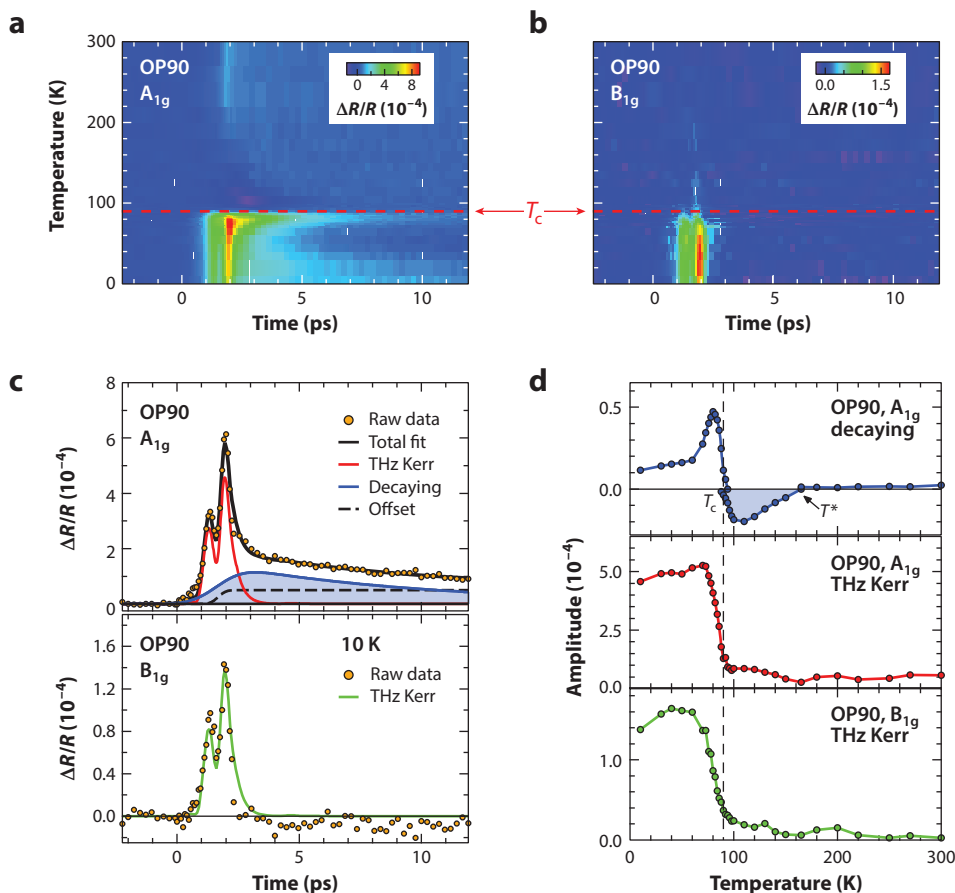 a
OP90
A1g
0 4 8
ΔR/R (10⁻⁴)
300
200
100
0
Temperature (K)
0 5 10
Time (ps)
Tc
b
OP90
B1g
0.0 1.5
ΔR/R (10⁻⁴)
300
200
100
0
0 5 10
Time (ps)
c
OP90
A1g
Raw data
Total fit
THz Kerr
Decaying
Offset
8
6
4
2
0
ΔR/R (10⁻⁴)
OP90
B1g
10 K
Raw data
THz Kerr
1.6
1.2
0.8
0.4
0.0
ΔR/R (10⁻⁴)
0 5 10
Time (ps)
d
OP90, A1g
decaying
0.5
0.0
Tc
T*
OP90, A1g
THz Kerr
5.0
2.5
0.0
OP90, B1g
THz Kerr
1.0
0.0
Amplitude (10⁻⁴)
0 100 200 300
Temperature (K)